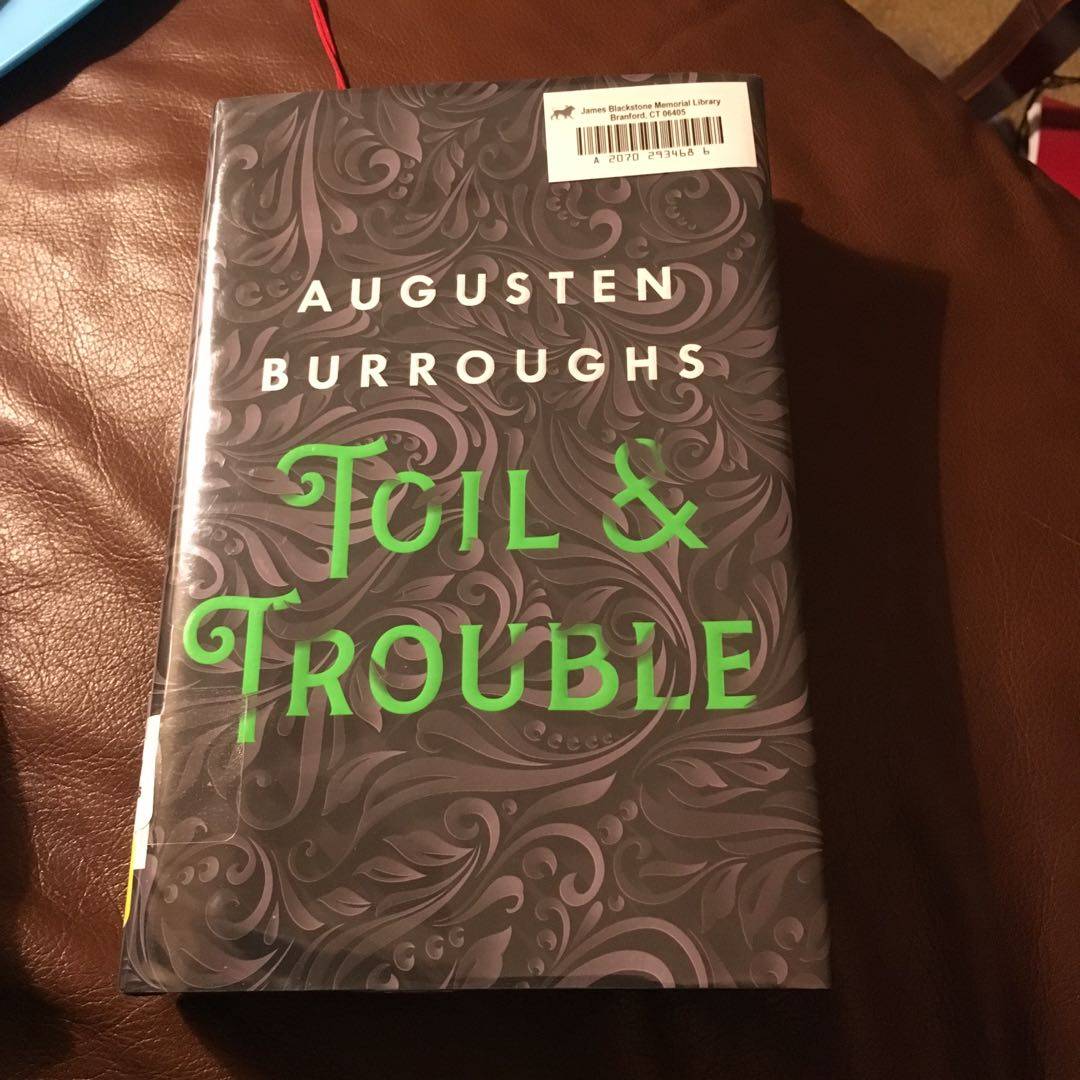 James Blackstone Memorial Library
Branford, CT 06405
A 2070 293468 6
AUGUSTEN
BURROUGHS
TOIL &
TROUBLE